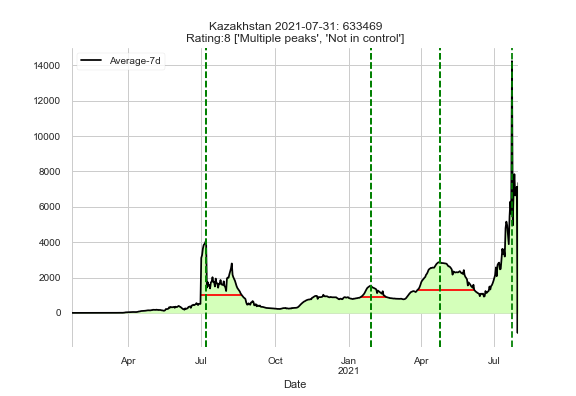 Kazakhstan 2021-07-31: 633469
Rating:8 ['Multiple peaks', 'Not in control']
Average-7d
14000
12000
10000
8000
6000
4000
2000
0
Apr Jul Oct Jan Apr Jul
2021
Date